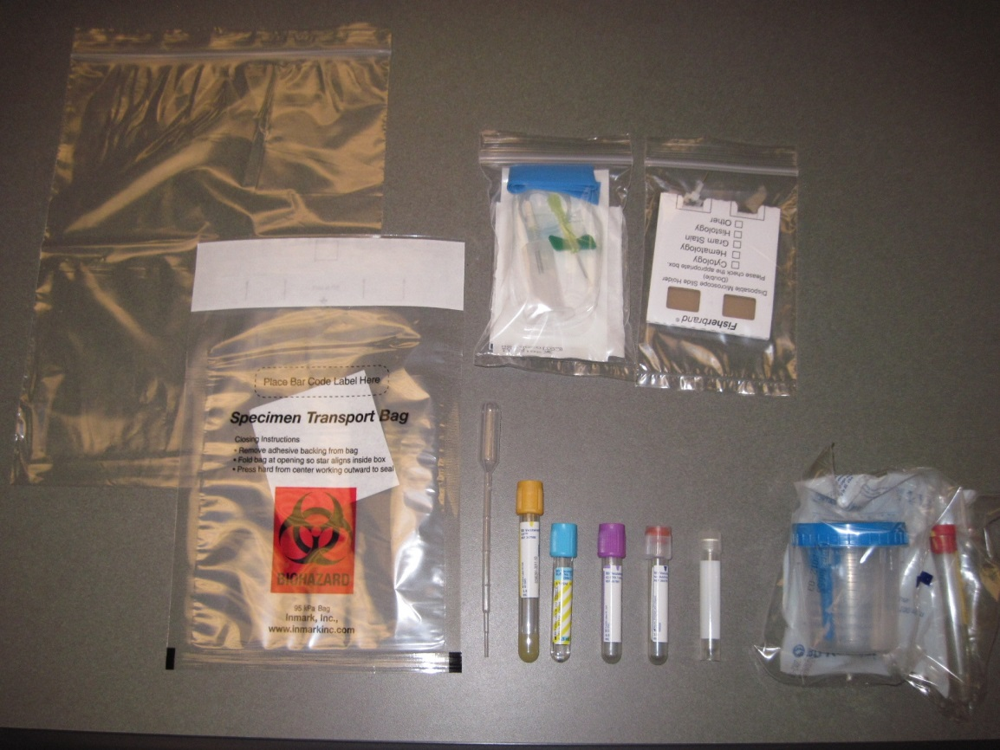 Place Bar Code Label Here
Specimen Transport Bag
Closing Instructions
• Remove adhesive backing from bag
• Fold bag at opening so star aligns inside box
• Press hard from center working outward to seal
BIOHAZARD
95 kPa Bag
Inmark, Inc.,
www.inmarkinc.com
Fisherbrand®
Disposable Microscope Slide Holder
(Double)
Please check the appropriate box.
Cytology
Hematology
Gram Stain
Histology
Other